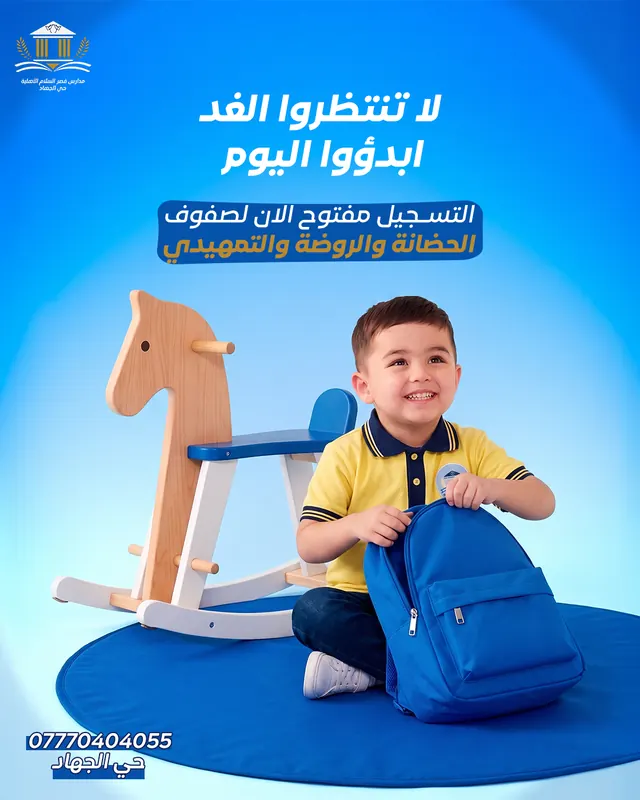 مدارس قصر السلام الاهلية
حي الجهاد
لا تنتظروا الغد
ابدؤوا اليوم
التسجيل مفتوح الان لصفوف
الحضانة والروضة والتمهيدي
07770404055
حي الجهاد